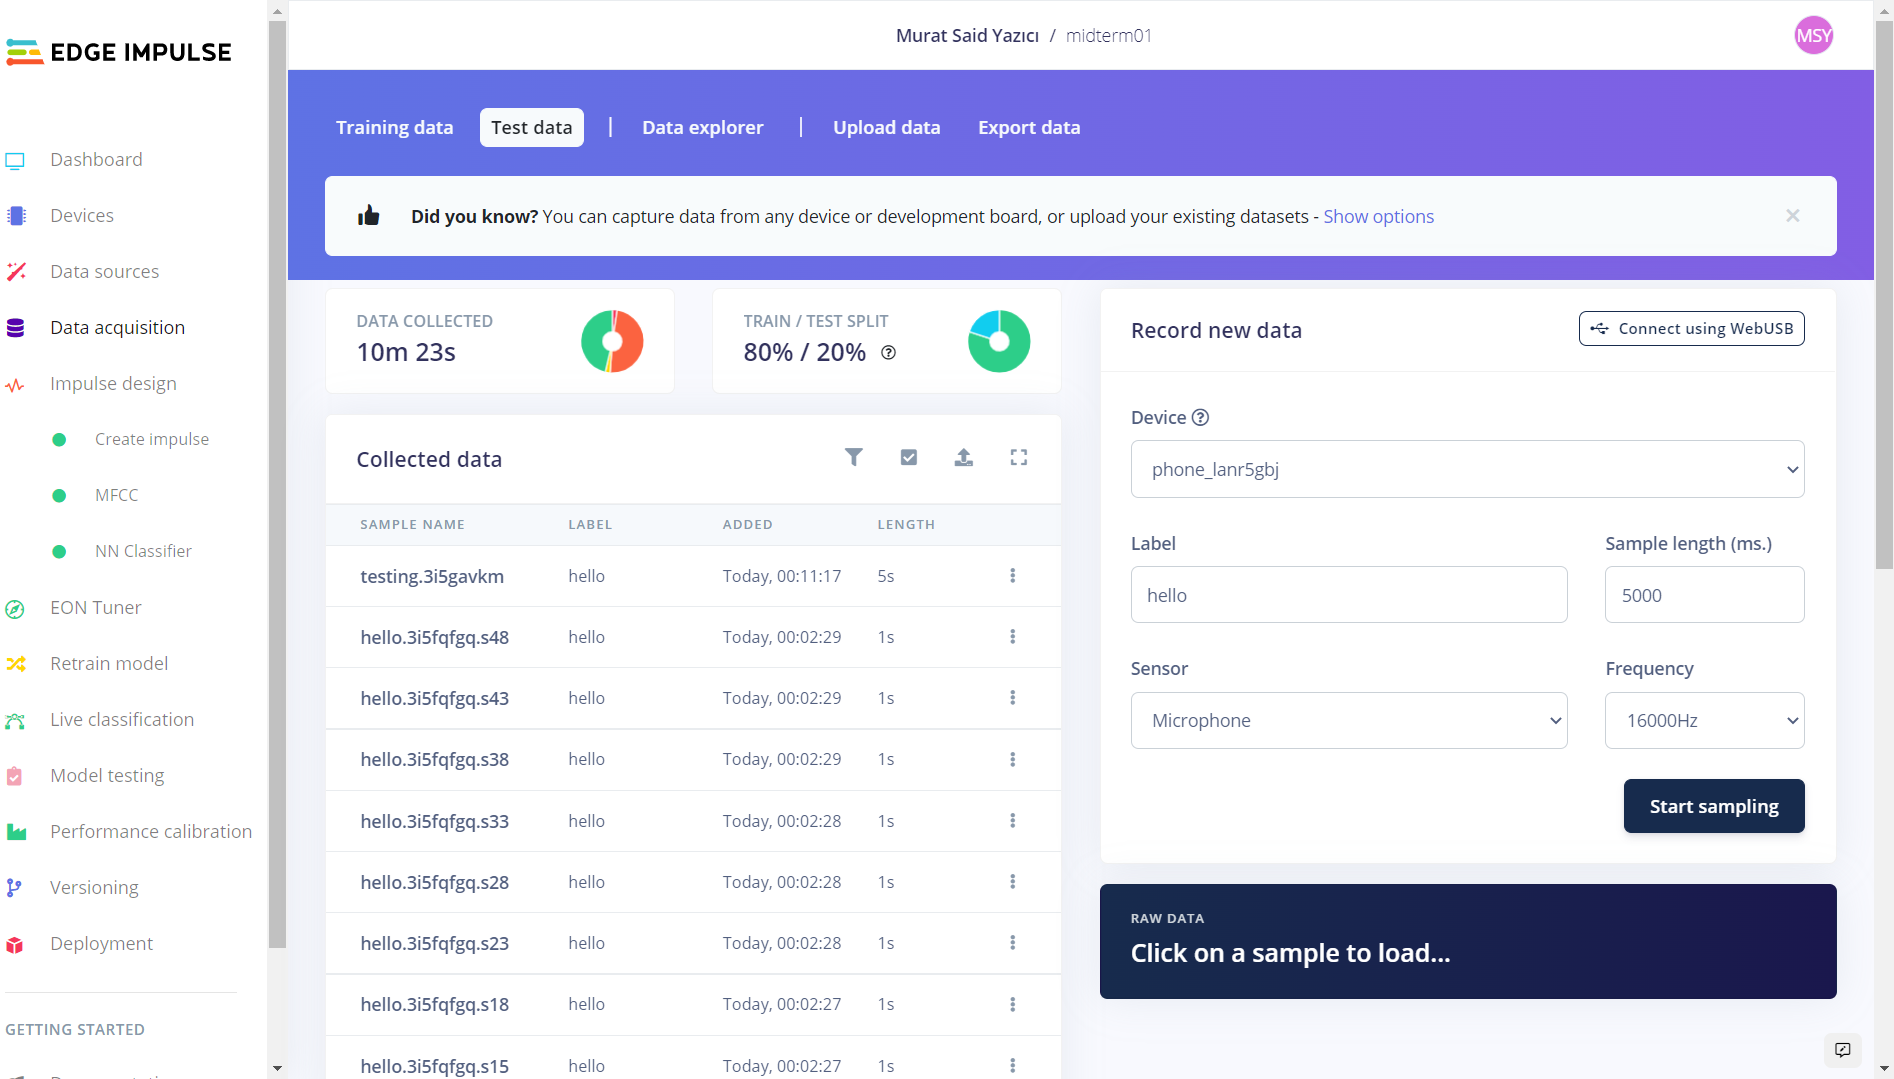 EDGE IMPULSE
Murat Said Yazıcı / midterm01
MSY
Dashboard
Devices
Data sources
Data acquisition
Impulse design
Create impulse
MFCC
NN Classifier
EON Tuner
Retrain model
Live classification
Model testing
Performance calibration
Versioning
Deployment
GETTING STARTED
Training data
Test data
Data explorer
Upload data
Export data
Did you know? You can capture data from any device or development board, or upload your existing datasets - Show options
DATA COLLECTED
10m 23s
TRAIN / TEST SPLIT
80% / 20%
Collected data
SAMPLE NAME LABEL ADDED LENGTH
testing.3i5gavkm hello Today, 00:11:17 5s
hello.3i5fqfgq.s48 hello Today, 00:02:29 1s
hello.3i5fqfgq.s43 hello Today, 00:02:29 1s
hello.3i5fqfgq.s38 hello Today, 00:02:29 1s
hello.3i5fqfgq.s33 hello Today, 00:02:28 1s
hello.3i5fqfgq.s28 hello Today, 00:02:28 1s
hello.3i5fqfgq.s23 hello Today, 00:02:28 1s
hello.3i5fqfgq.s18 hello Today, 00:02:27 1s
hello.3i5fqfgq.s15 hello Today, 00:02:27 1s
Record new data
Connect using WebUSB
Device
phone_lanr5gbj
Label
hello
Sample length (ms.)
5000
Sensor
Microphone
Frequency
16000Hz
Start sampling
RAW DATA
Click on a sample to load...